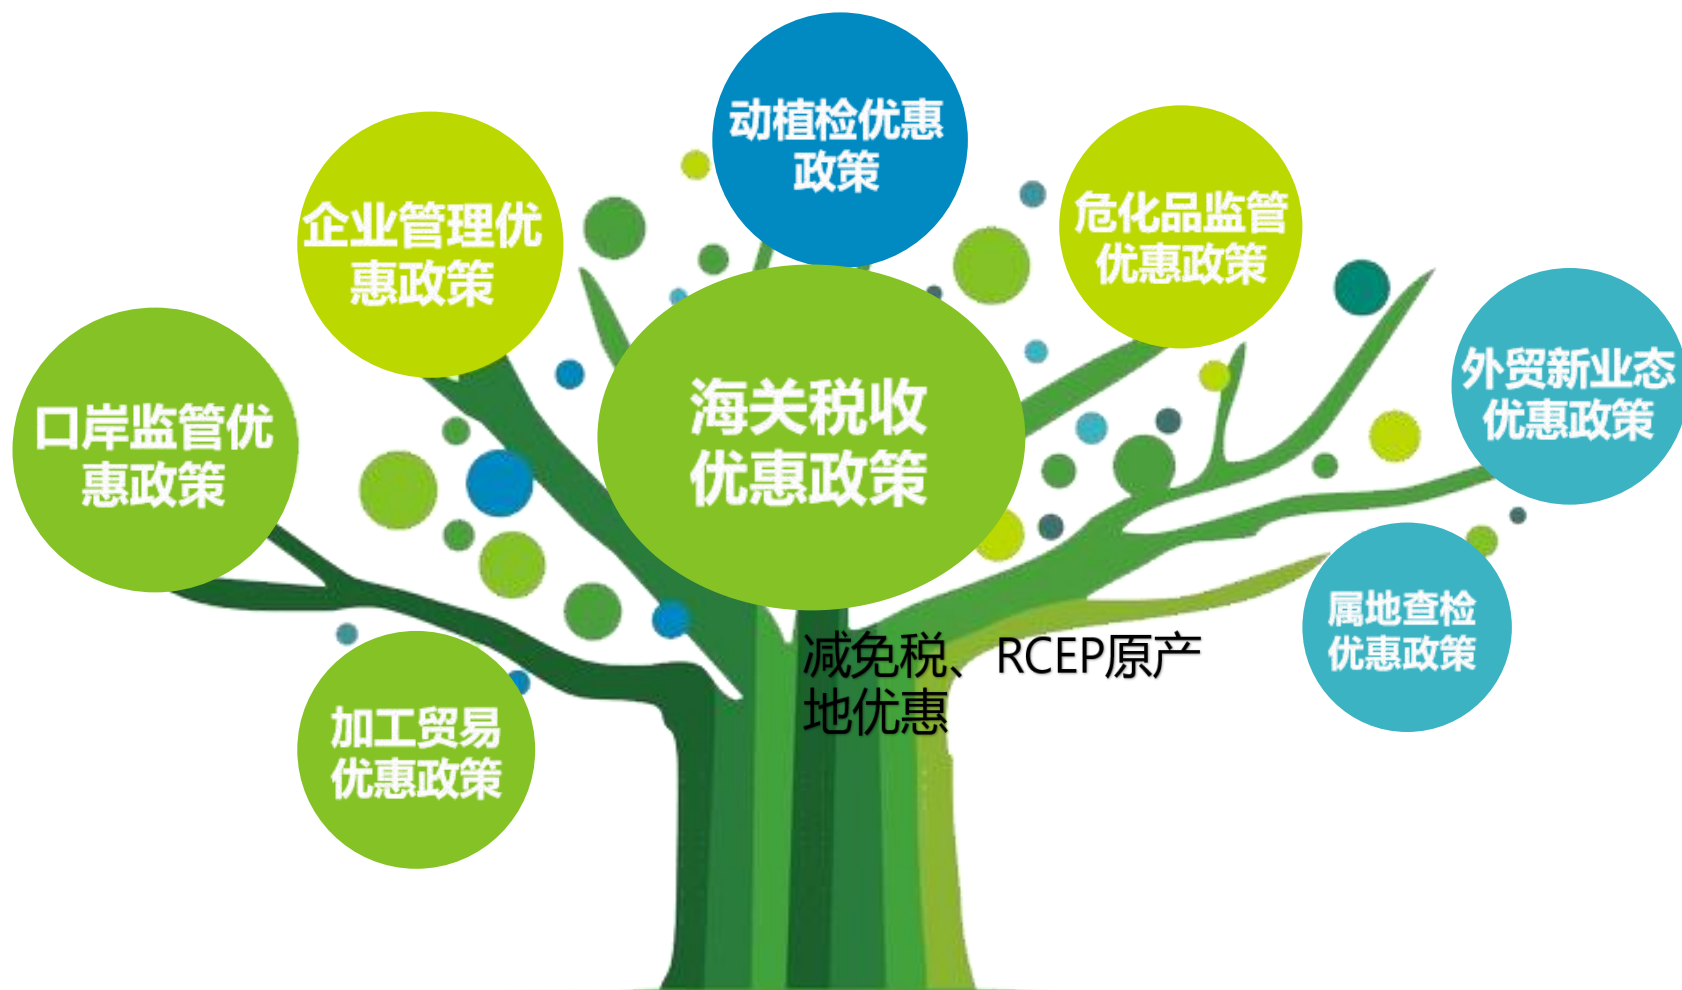 动植检优惠
政策
企业管理优
惠政策
危化品监管
优惠政策
口岸监管优
惠政策
海关税收
优惠政策
外贸新业态
优惠政策
属地查检
优惠政策
减免税、RCEP原产
地优惠
加工贸易
优惠政策